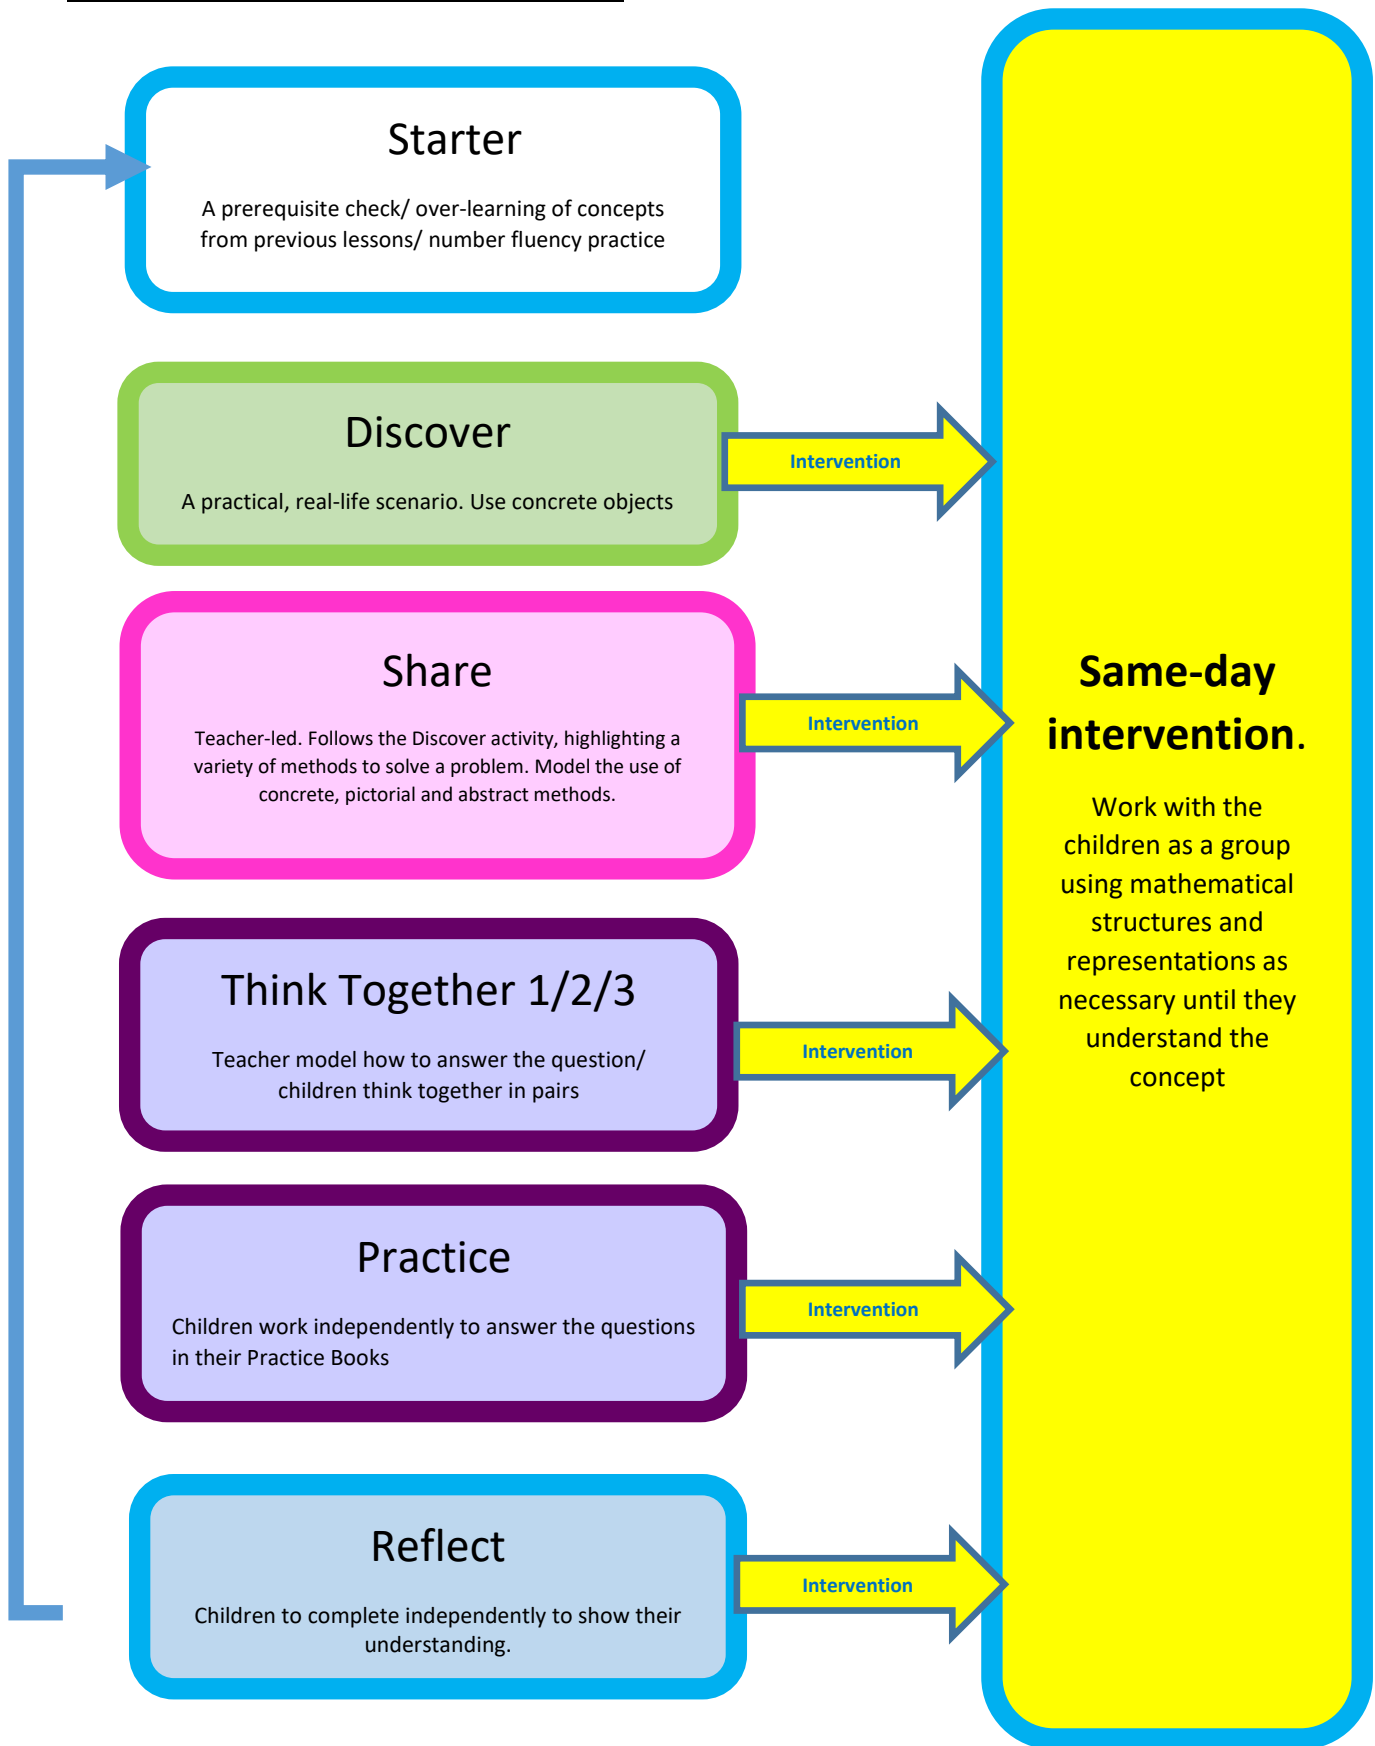 Starter
A prerequisite check/ over-learning of concepts
from previous lessons/ number fluency practice
Discover
A practical, real-life scenario. Use concrete objects
Intervention
Share
Teacher-led. Follows the Discover activity, highlighting a
variety of methods to solve a problem. Model the use of
concrete, pictorial and abstract methods.
Intervention
Think Together 1/2/3
Teacher model how to answer the question/
children think together in pairs
Intervention
Practice
Children work independently to answer the questions
in their Practice Books
Intervention
Reflect
Children to complete independently to show their
understanding.
Intervention
Same-day
intervention.
Work with the
children as a group
using mathematical
structures and
representations as
necessary until they
understand the
concept